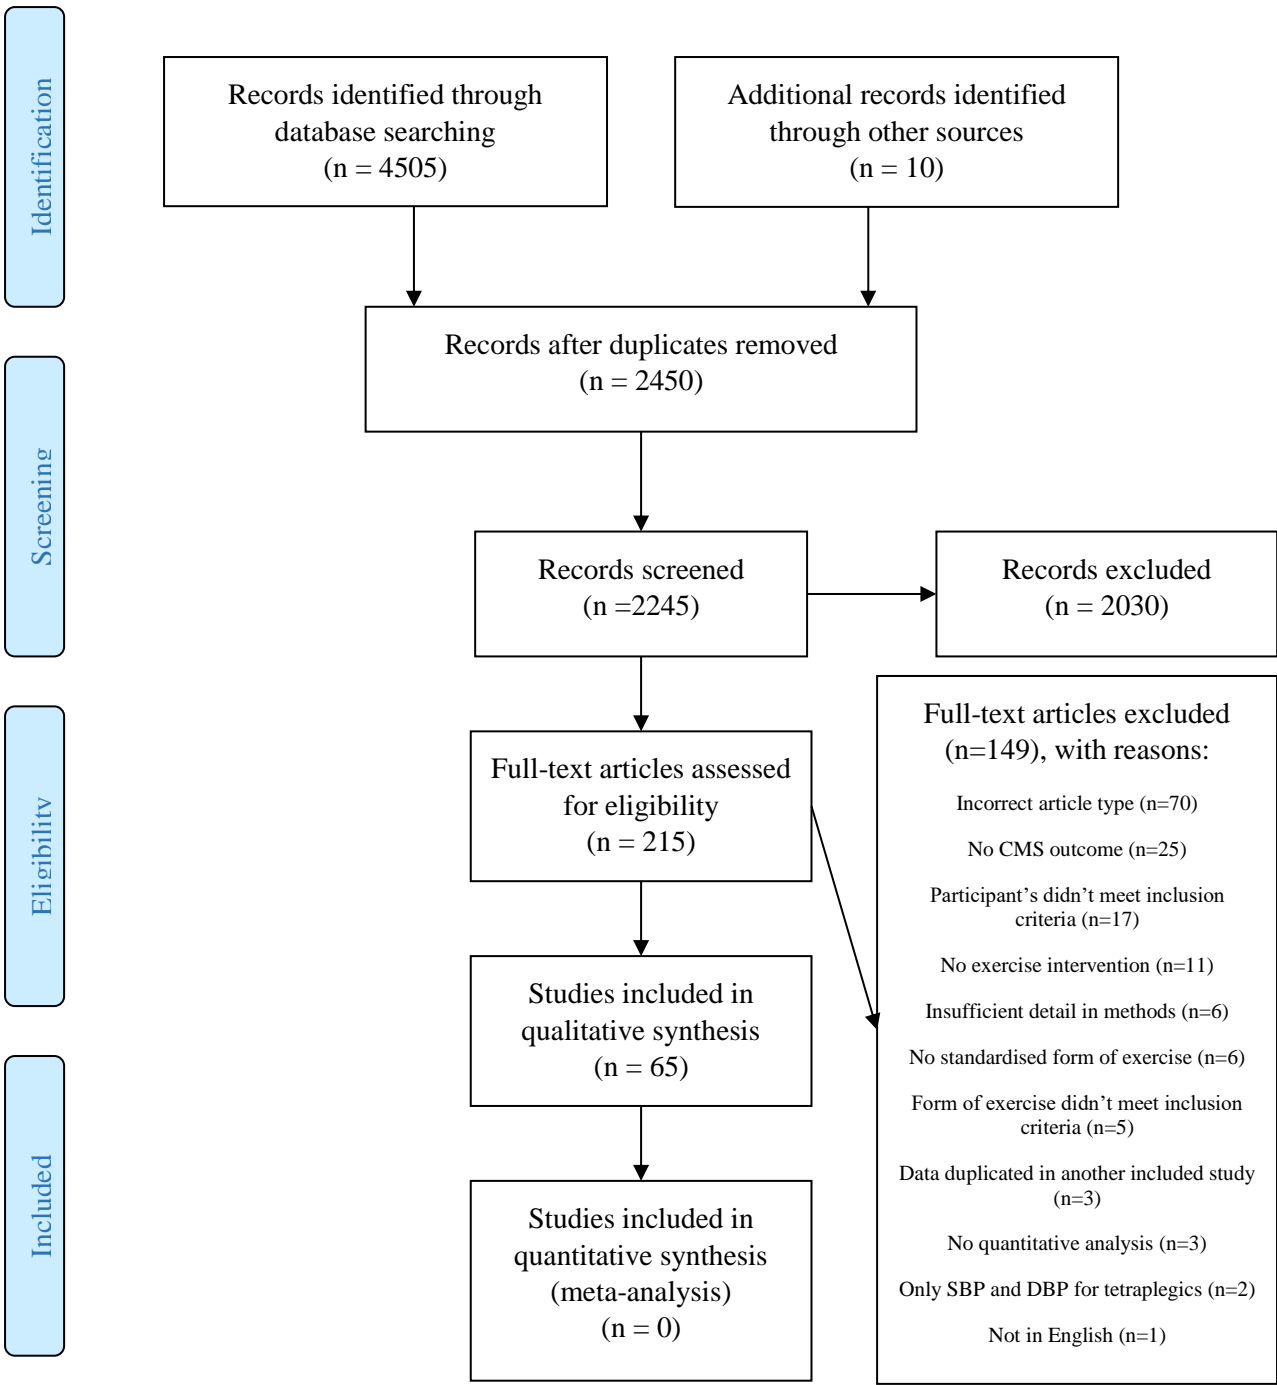 Identification
Records identified through
database searching
(n = 4505)
Additional records identified
through other sources
(n = 10)
Records after duplicates removed
(n = 2450)
Screening
Records screened
(n =2245)
Records excluded
(n = 2030)
Eligibility
Full-text articles assessed
for eligibility
(n = 215)
Full-text articles excluded
(n=149), with reasons:
Incorrect article type (n=70)
No CMS outcome (n=25)
Participant’s didn’t meet inclusion
criteria (n=17)
No exercise intervention (n=11)
Insufficient detail in methods (n=6)
No standardised form of exercise (n=6)
Form of exercise didn’t meet inclusion
criteria (n=5)
Data duplicated in another included study
(n=3)
No quantitative analysis (n=3)
Only SBP and DBP for tetraplegics (n=2)
Not in English (n=1)
Studies included in
qualitative synthesis
(n = 65)
Included
Studies included in
quantitative synthesis
(meta-analysis)
(n = 0)